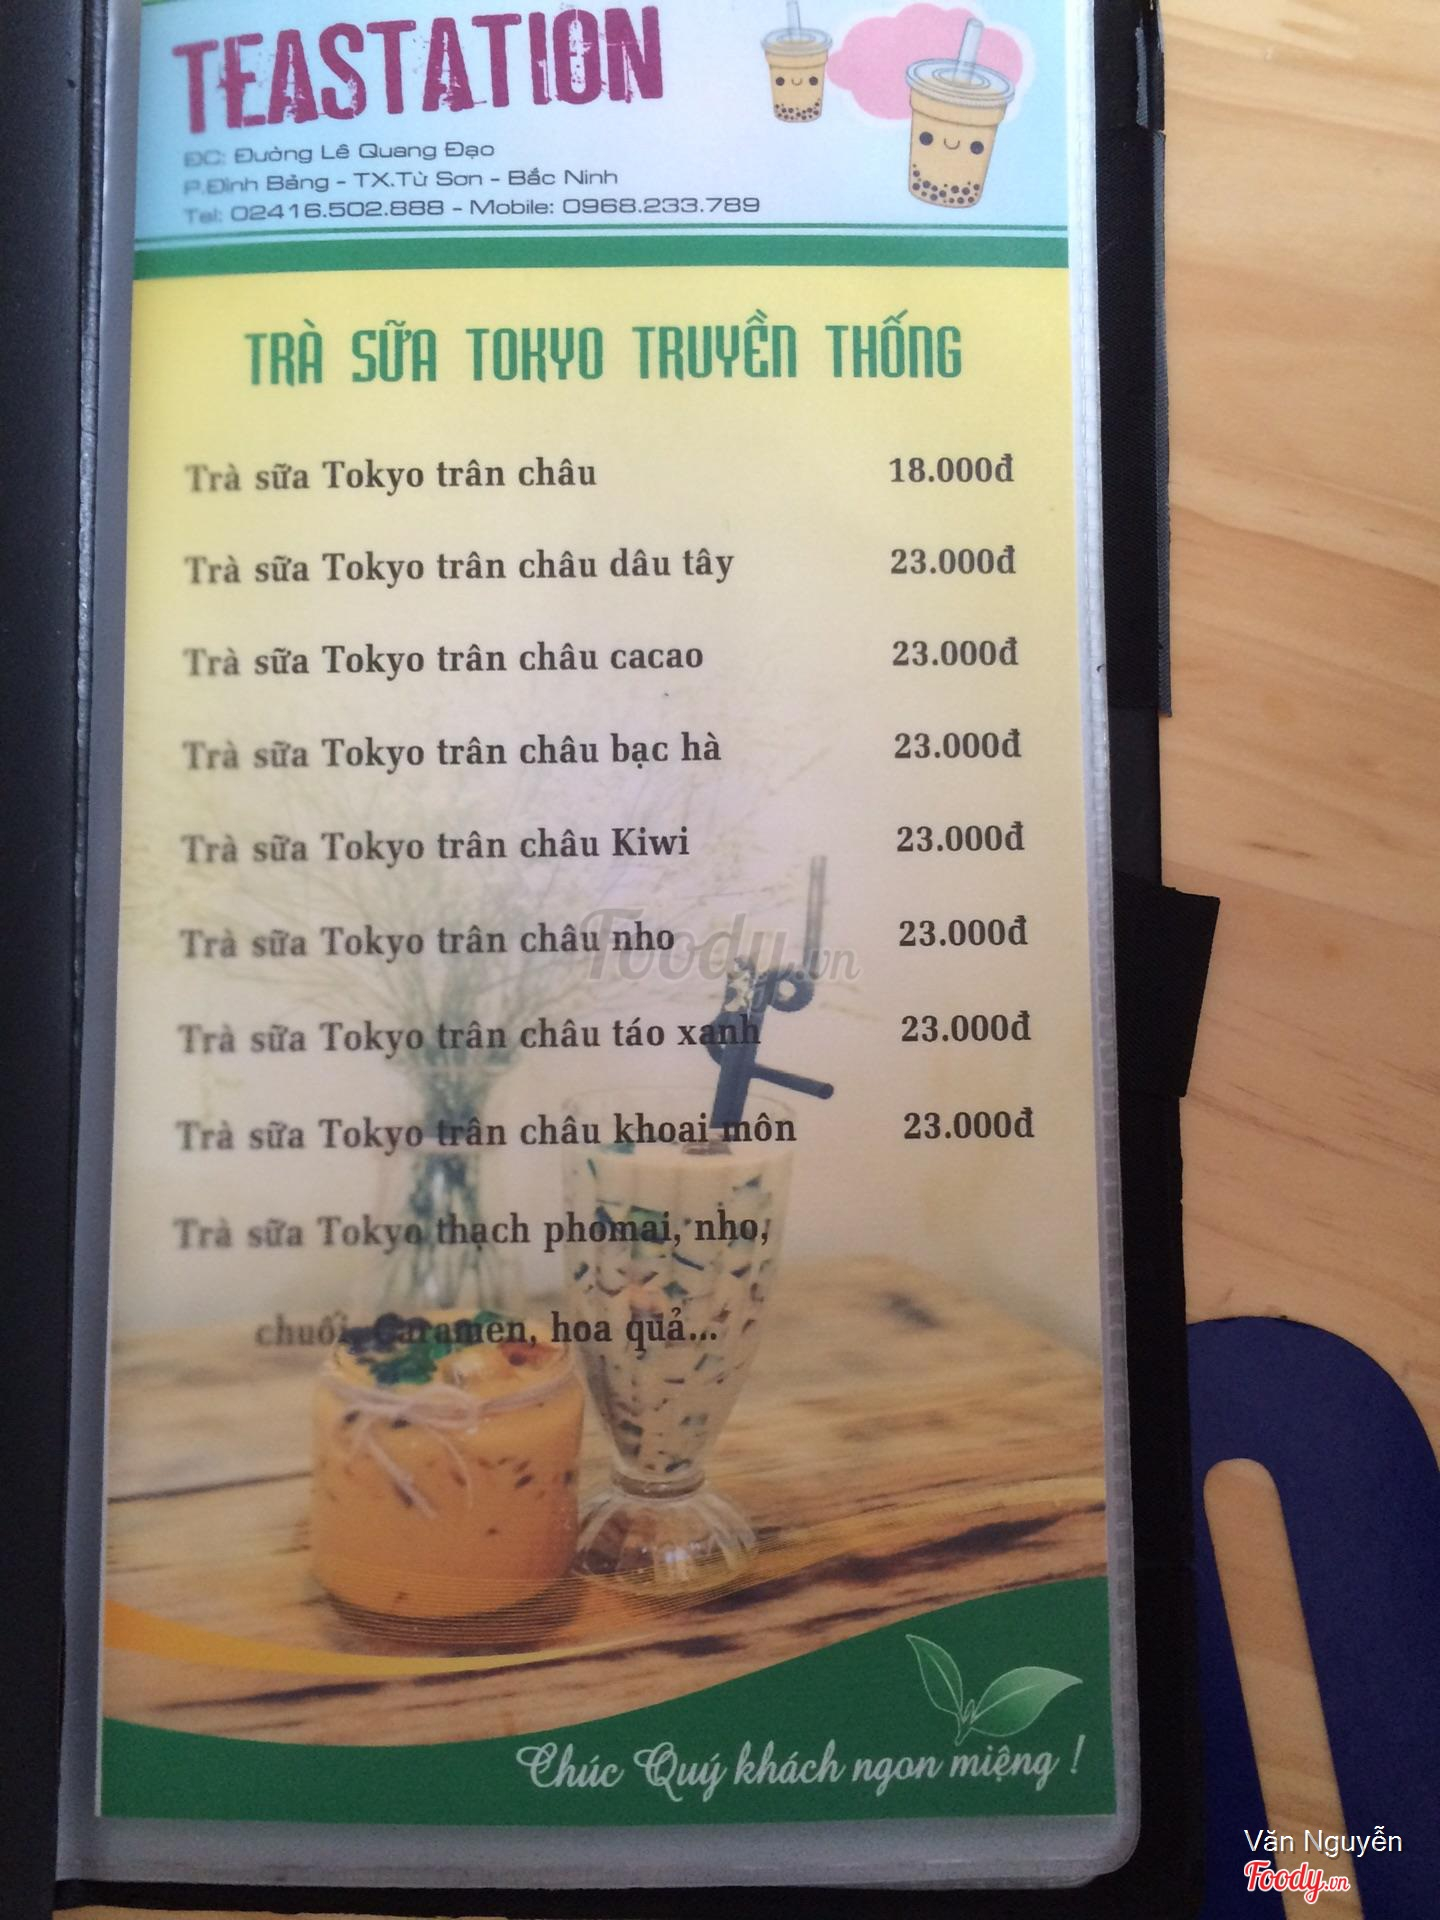 TEASTATION
ĐC: Đường Lê Quang Đạo
P.Đình Bảng - TX.Từ Sơn - Bắc Ninh
Tel: 02416.502.888 - Mobile: 0968.233.789
TRÀ SỮA TOKYO TRUYỀN THỐNG
Trà sữa Tokyo trân châu 18.000đ
Trà sữa Tokyo trân châu dâu tây 23.000đ
Trà sữa Tokyo trân châu cacao 23.000đ
Trà sữa Tokyo trân châu bạc hà 23.000đ
Trà sữa Tokyo trân châu Kiwi 23.000đ
Trà sữa Tokyo trân châu nho 23.000đ
Foody.vn
Trà sữa Tokyo trân châu táo xanh 23.000đ
Trà sữa Tokyo trân châu khoai môn 23.000đ
Trà sữa Tokyo thạch phomai, nho,
chuối, Caramen, hoa quả...
Chúc Quý khách ngon miệng !
Văn Nguyễn
Foody.vn